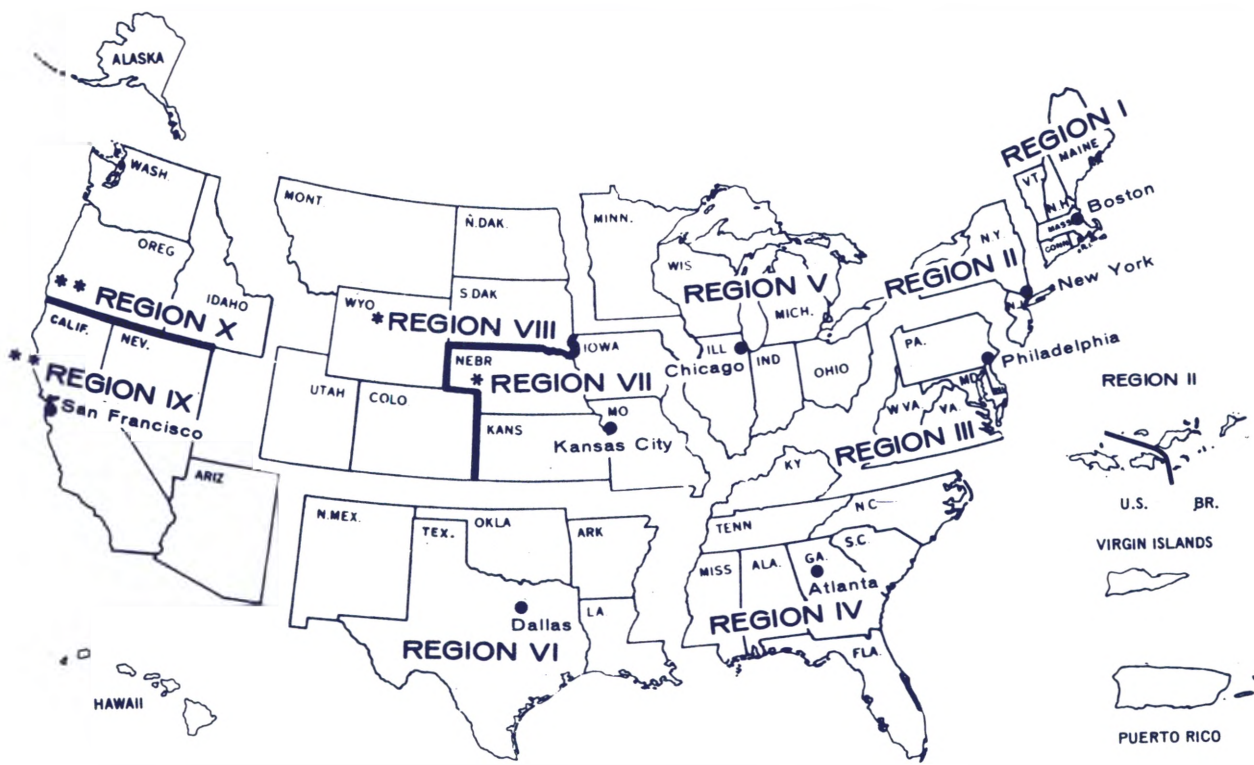 ALASKA
REGION I
MAINE
VT.
N.H.
MASS
CONN
R.I.
Boston
WASH.
MONT.
N.DAK.
MINN.
OREG
N.Y.
REGION II
New York
N.J.
WIS
REGION V
MICH.
S DAK
** REGION X
IDAHO
WYO
*REGION VIII
CALIF.
NEV.
IOWA
ILL
Chicago
IND
OHIO
PA.
Philadelphia
NEBR
* REGION VII
** REGION IX
San Francisco
UTAH
COLO
MD
W VA.
VA.
REGION III
REGION II
KANS
MO
Kansas City
KY
ARIZ
U.S. BR.
VIRGIN ISLANDS
N.MEX.
TEX.
OKLA
ARK
TENN
N C
S.C.
MISS
ALA.
GA.
Atlanta
LA
Dallas
REGION IV
REGION VI
FLA.
HAWAII
PUERTO RICO